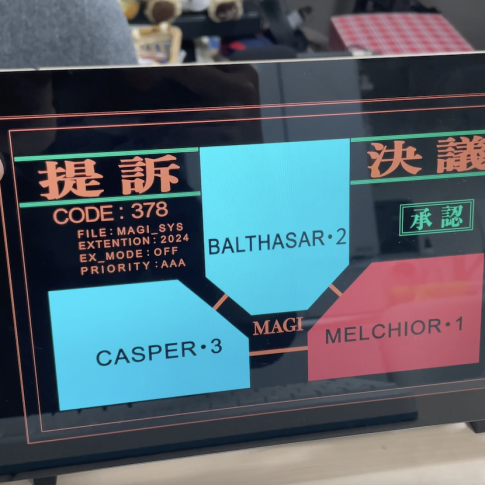 提訴
決議
CODE : 378
FILE : MAGI_SYS
EXTENTION : 2024
EX_MODE : OFF
PRIORITY : AAA
承認
BALTHASAR・2
CASPER・3
MAGI
MELCHIOR・1